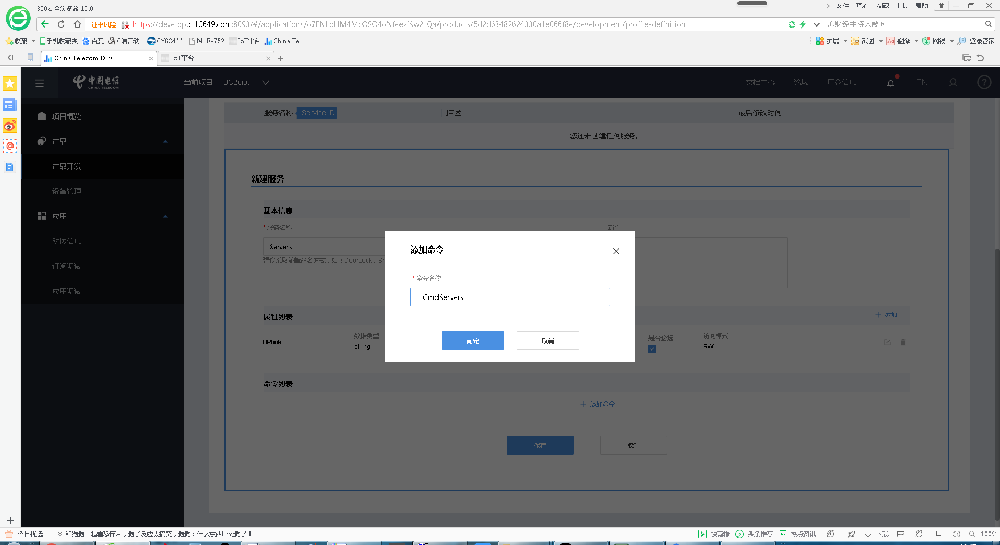 360安全浏览器 10.0
文件 查看 收藏 工具 帮助
证书风险 https://develop.ct10649.com:8093/#/applications/o7ENLbHM4McOSO4oNfeezfSw2_Qa/products/5d2d63482624330a1e066f8e/development/profile-definition
原财经主持人被拘
收藏 手机收藏夹 百度 C语言动 CY8C414 NHR-762 IoT平台 China Te
扩展 截图 翻译 网银 登录管家
China Telecom DEV
IoT平台
中国电信
CHINA TELECOM
当前项目: BC26iot
文档中心 论坛 厂商信息 EN
项目概览
产品
产品开发
设备管理
应用
对接信息
订阅调试
应用调试
服务名称 Service ID 描述 最后修改时间
您还未创建任何服务。
新建服务
基本信息
*服务名称 描述
Servers
建议采取驼峰命名方式，如：DoorLock，Sn
添加命令
*命令名称
CmdServers
确定 取消
属性列表 + 添加
UPlink
数据类型
string
是否必选
访问模式
RW
命令列表
+ 添加命令
保存 取消
今日优选 和狗狗一起看恐怖片，狗子反应太搞笑，狗狗：什么东西吓死狗了！
快剪辑 头条推荐 热点资讯 下载 100%